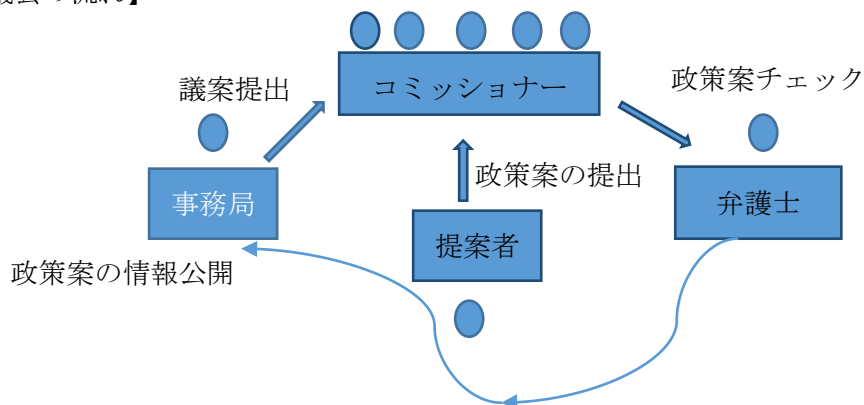 コミッショナー
議案提出
政策案チェック
政策案の提出
事務局
弁護士
提案者
政策案の情報公開